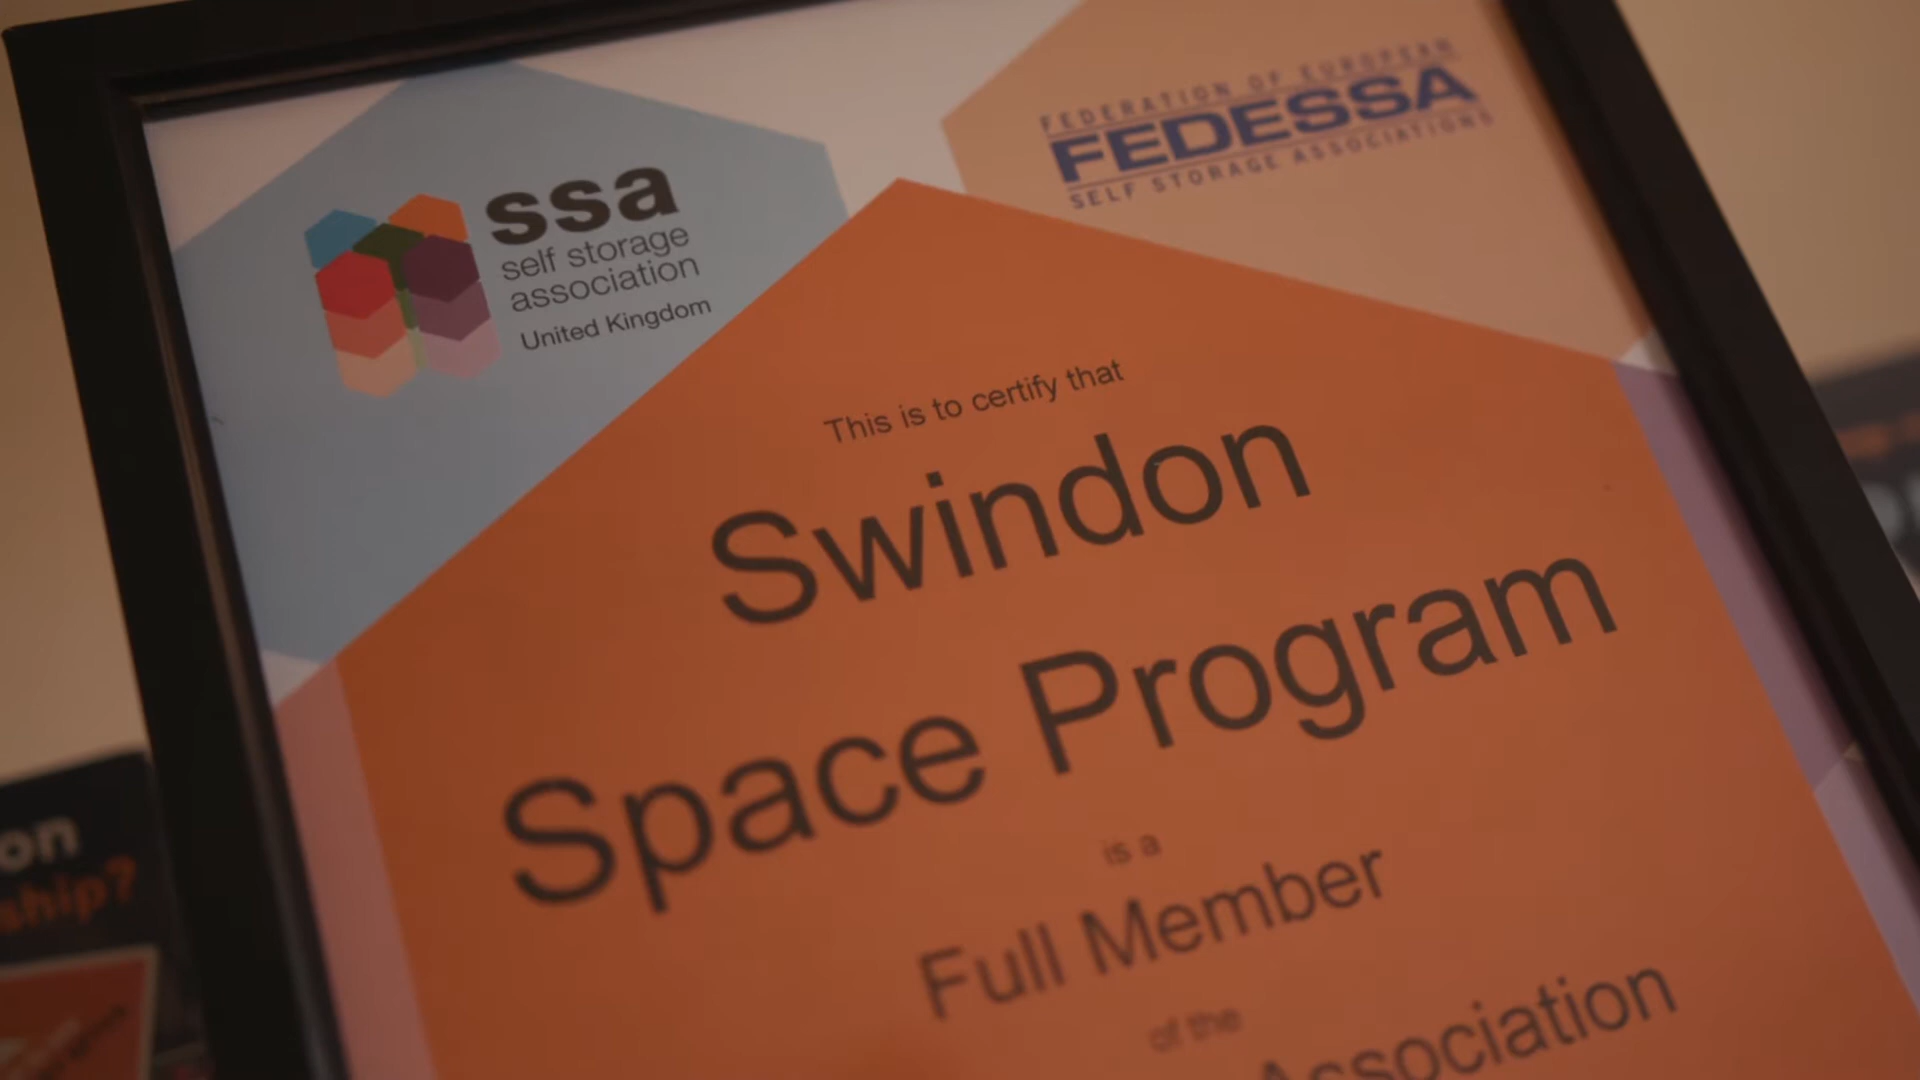 ssa
self storage
association
United Kingdom
FEDERATION OF EUROPEAN
FEDESSA
SELF STORAGE ASSOCIATIONS
This is to certify that
Swindon
Space Program
is a
Full Member
of the
Association
on
ship?